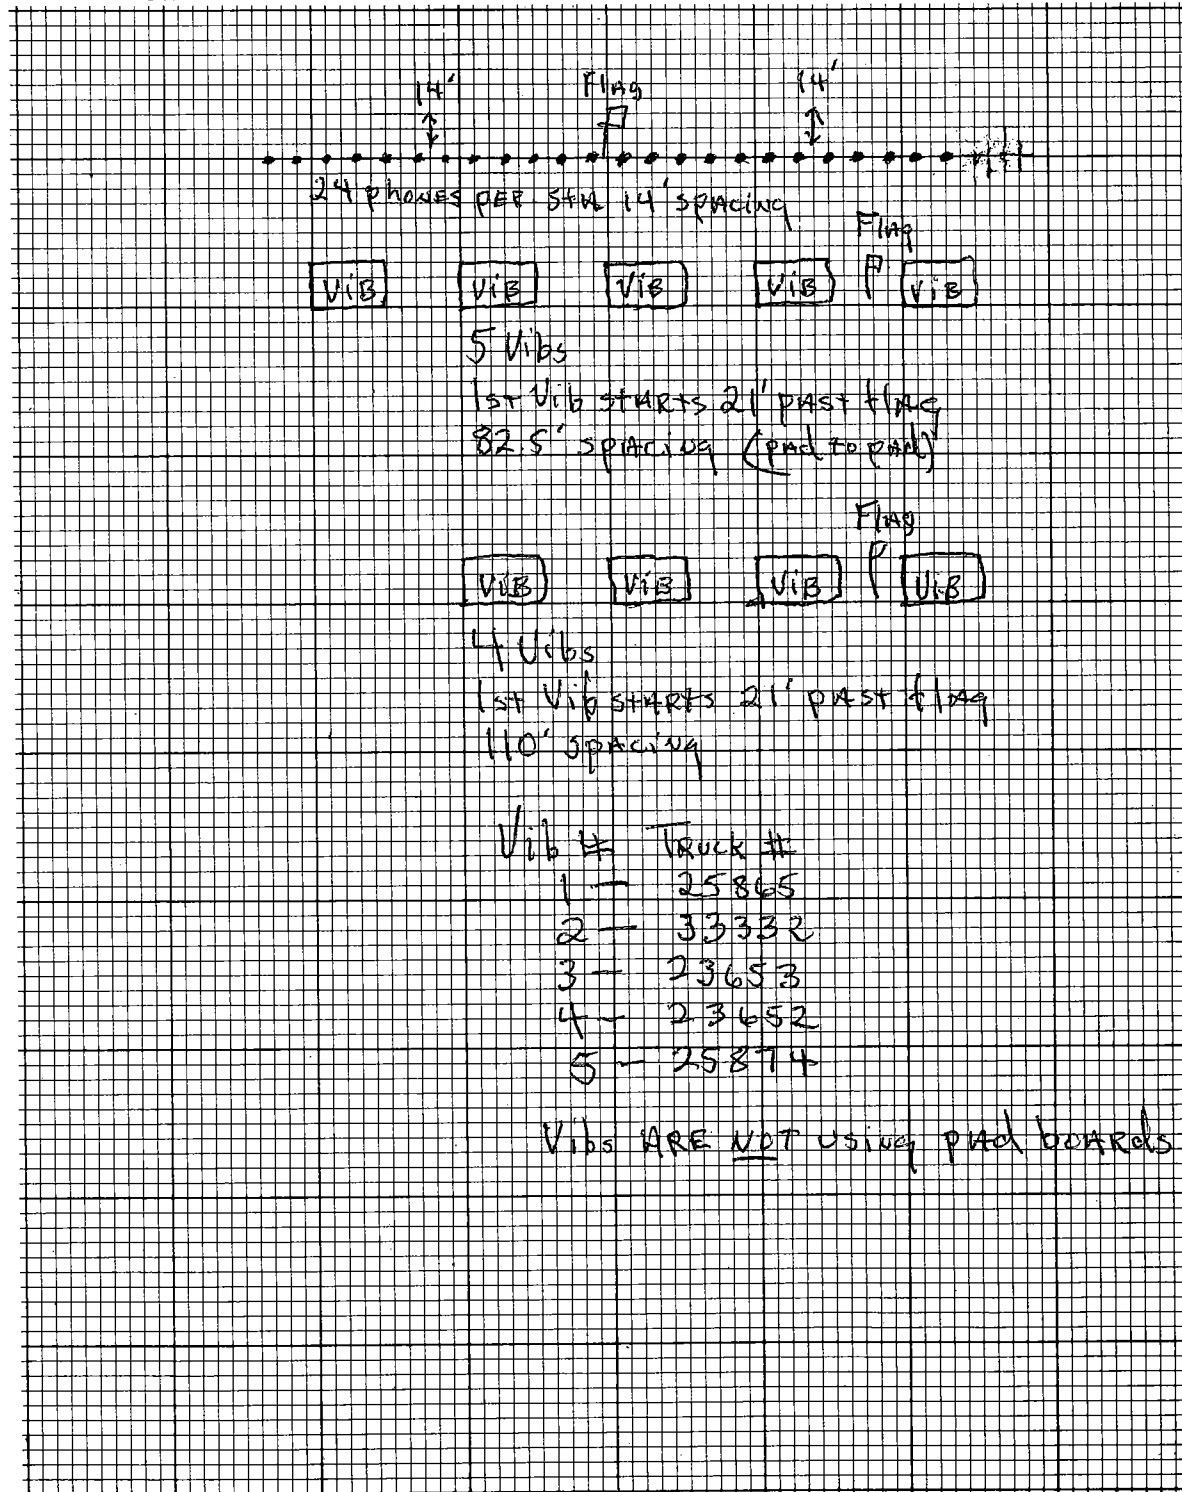 14' Flag 14'
24 phones per sta 14' spacing
Flag
ViB ViB ViB ViB ViB
5 Vibs
1st Vib starts 21' past flag
82.5' spacing (pad to pad)
Flag
ViB ViB ViB ViB
4 Vibs
1st Vib starts 21' past flag
110' spacing
Vib # Truck #
1 — 25865
2 — 33332
3 — 23653
4 — 23652
5 — 25874
Vibs ARE NOT using pad boards